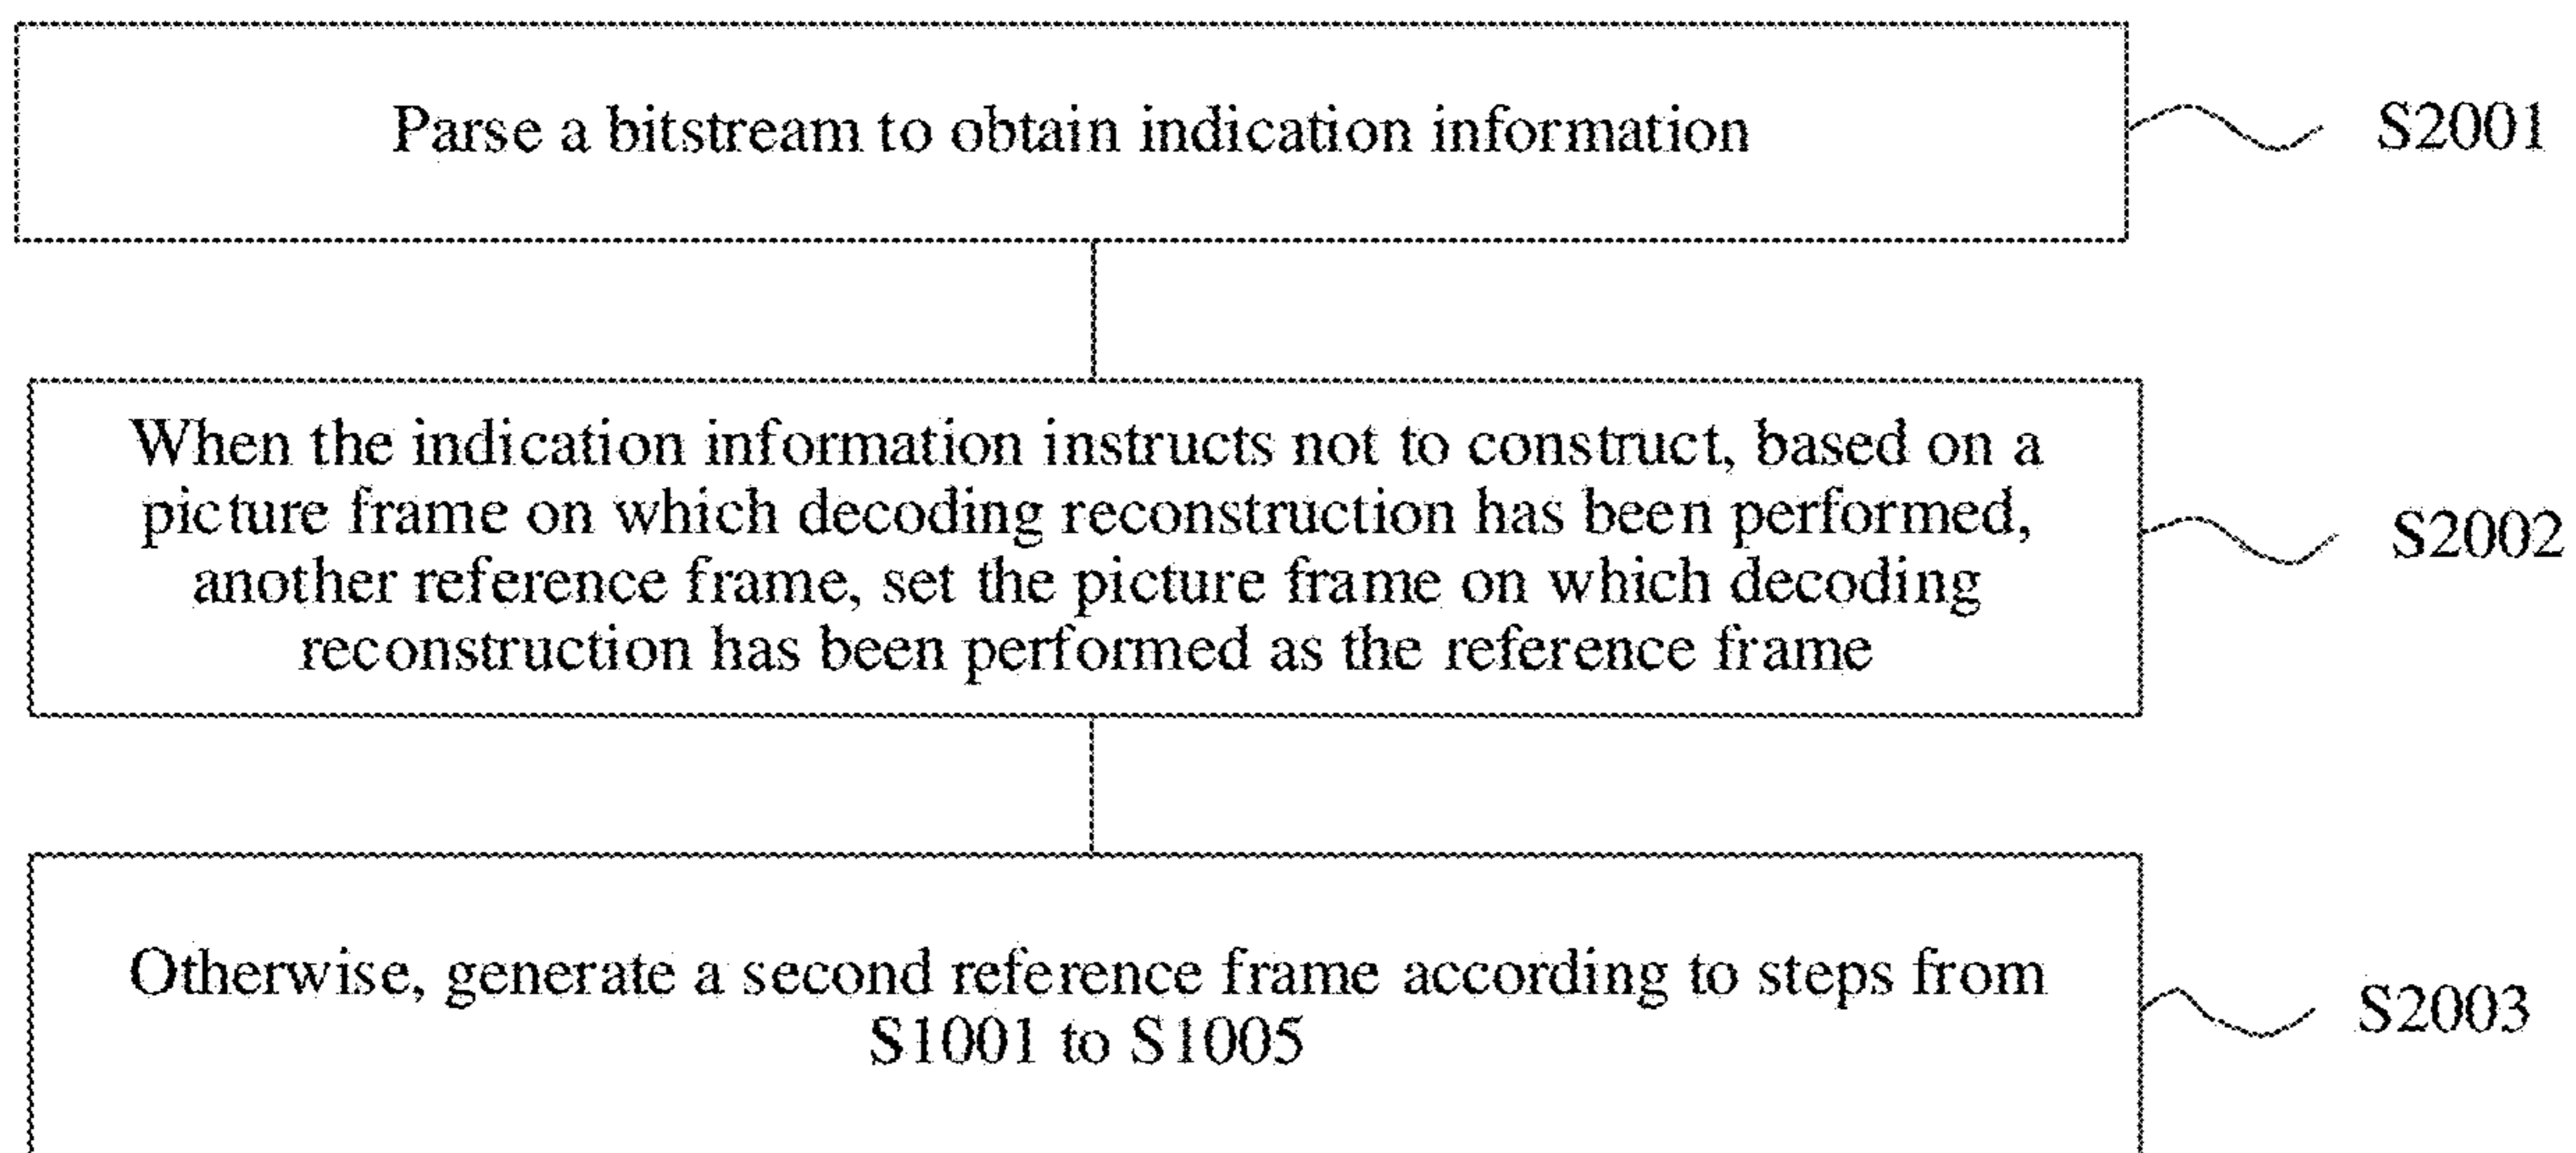 Parse a bitstream to obtain indication information
S2001
When the indication information instructs not to construct, based on a
picture frame on which decoding reconstruction has been performed,
another reference frame, set the picture frame on which decoding
reconstruction has been performed as the reference frame
S2002
Otherwise, generate a second reference frame according to steps from
S1001 to S1005
S2003